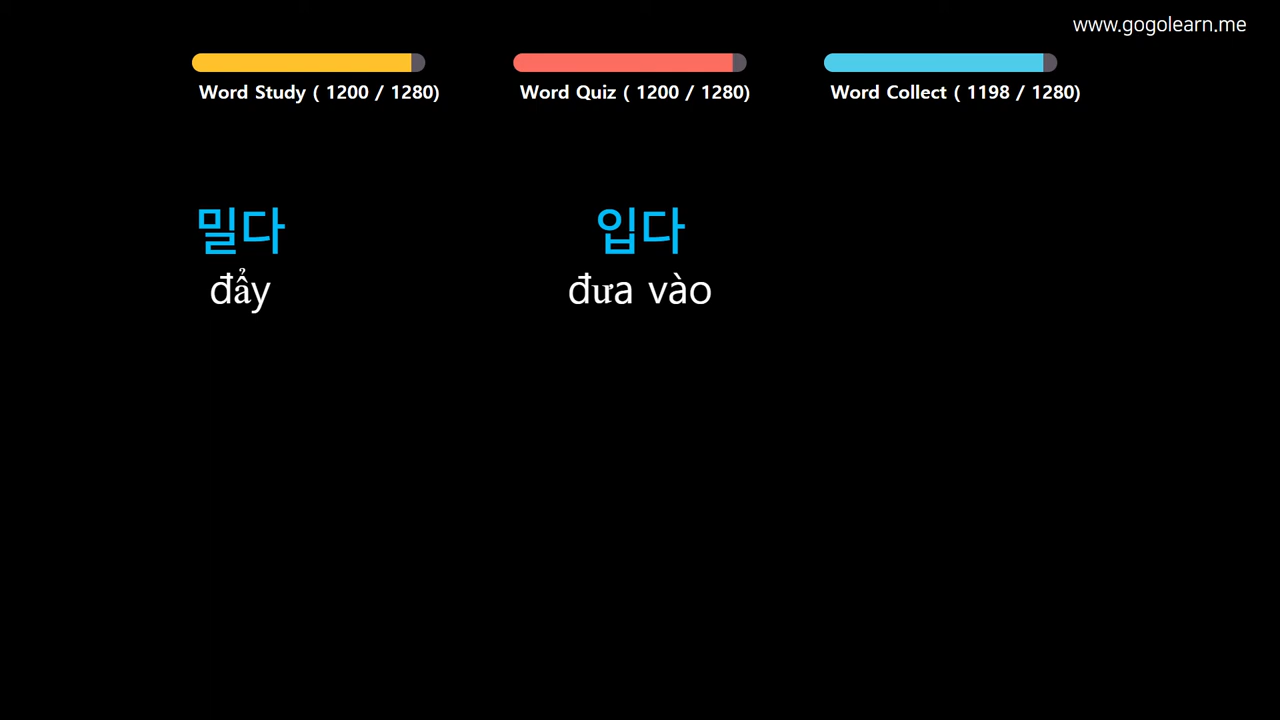 www.gogolearn.me
Word Study ( 1200 / 1280)
Word Quiz ( 1200 / 1280)
Word Collect ( 1198 / 1280)
밀다
입다
đẩy
đưa vào